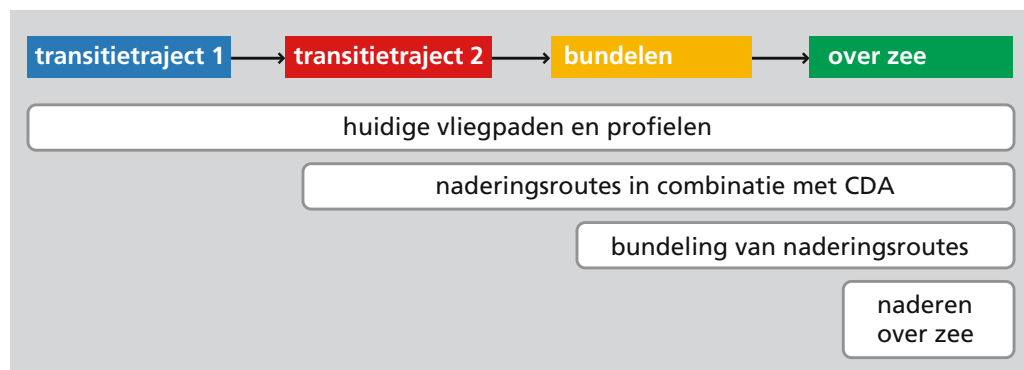 transitietraject 1
transitietraject 2
bundelen
over zee
huidige vliegpaden en profielen
naderingsroutes in combinatie met CDA
bundeling van naderingsroutes
naderen
over zee